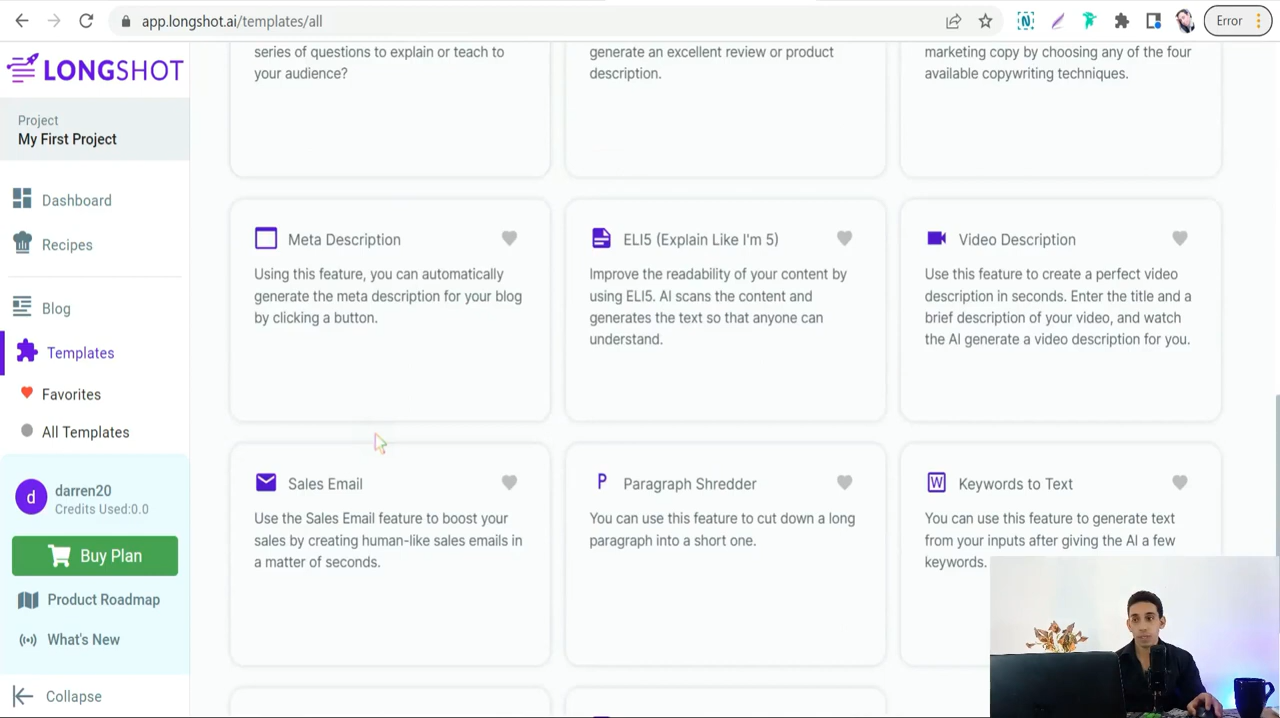 app.longshot.ai/templates/all
Error
LONGSHOT
Project
My First Project
Dashboard
Recipes
Blog
Templates
Favorites
All Templates
d
darren20
Credits Used:0.0
Buy Plan
Product Roadmap
What's New
Collapse
series of questions to explain or teach to
your audience?
generate an excellent review or product
description.
marketing copy by choosing any of the four
available copywriting techniques.
Meta Description
Using this feature, you can automatically
generate the meta description for your blog
by clicking a button.
ELI5 (Explain Like I'm 5)
Improve the readability of your content by
using ELI5. AI scans the content and
generates the text so that anyone can
understand.
Video Description
Use this feature to create a perfect video
description in seconds. Enter the title and a
brief description of your video, and watch
the AI generate a video description for you.
Sales Email
Use the Sales Email feature to boost your
sales by creating human-like sales emails in
a matter of seconds.
P
Paragraph Shredder
You can use this feature to cut down a long
paragraph into a short one.
W
Keywords to Text
You can use this feature to generate text
from your inputs after giving the AI a few
keywords.